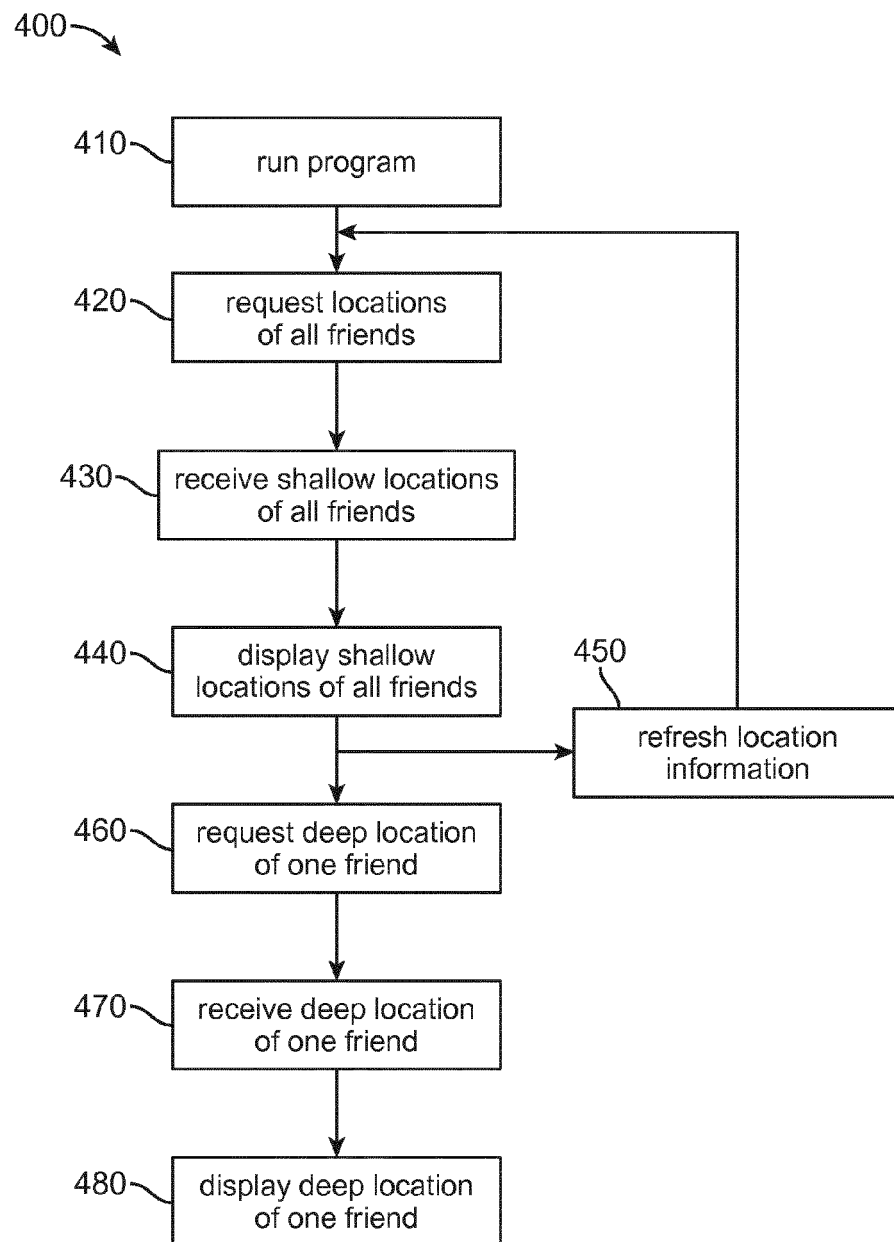 400
410
run program
420
request locations
of all friends
430
receive shallow locations
of all friends
440
display shallow
locations of all friends
450
refresh location
information
460
request deep location
of one friend
470
receive deep location
of one friend
480
display deep location
of one friend